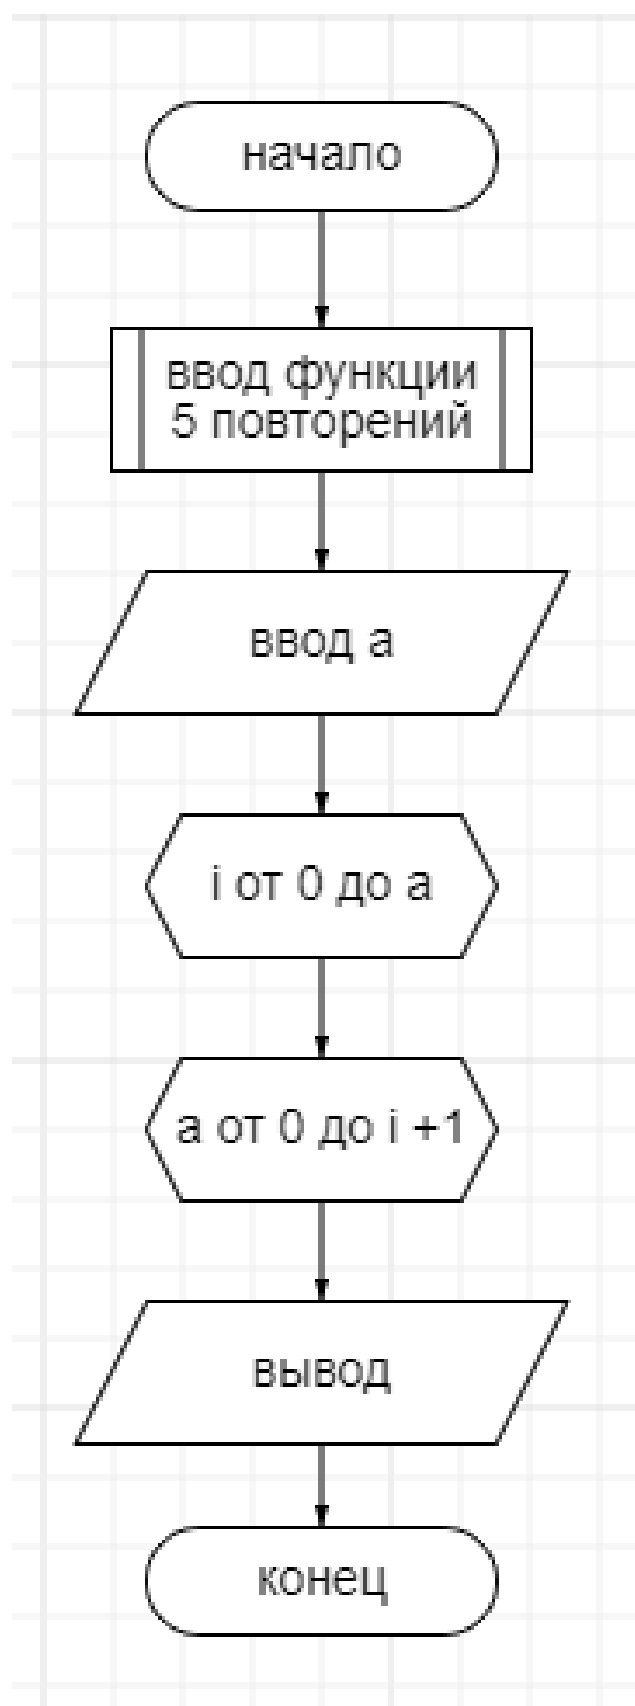 начало
ввод функции
5 повторений
ввод а
i от 0 до а
а от 0 до i +1
вывод
конец